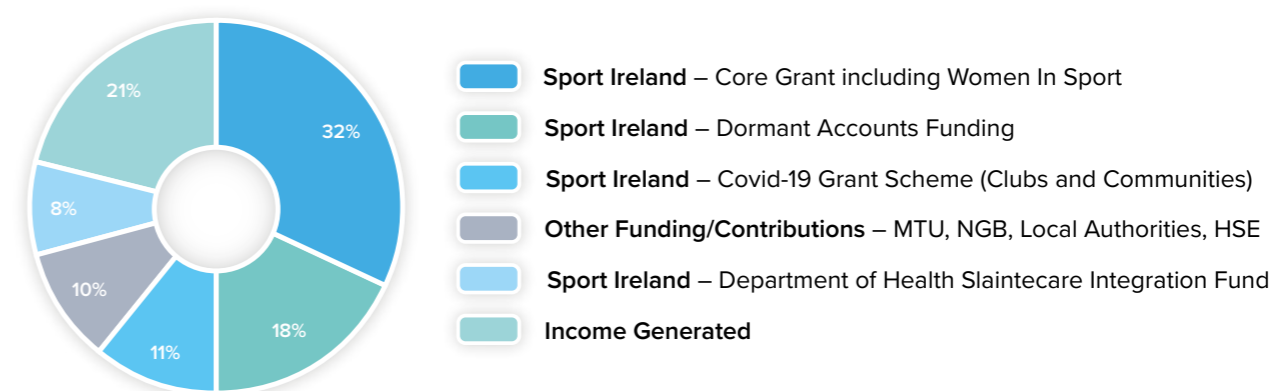 21%
32%
8%
10%
11%
18%
Sport Ireland – Core Grant including Women In Sport
Sport Ireland – Dormant Accounts Funding
Sport Ireland – Covid-19 Grant Scheme (Clubs and Communities)
Other Funding/Contributions – MTU, NGB, Local Authorities, HSE
Sport Ireland – Department of Health Slaintecare Integration Fund
Income Generated